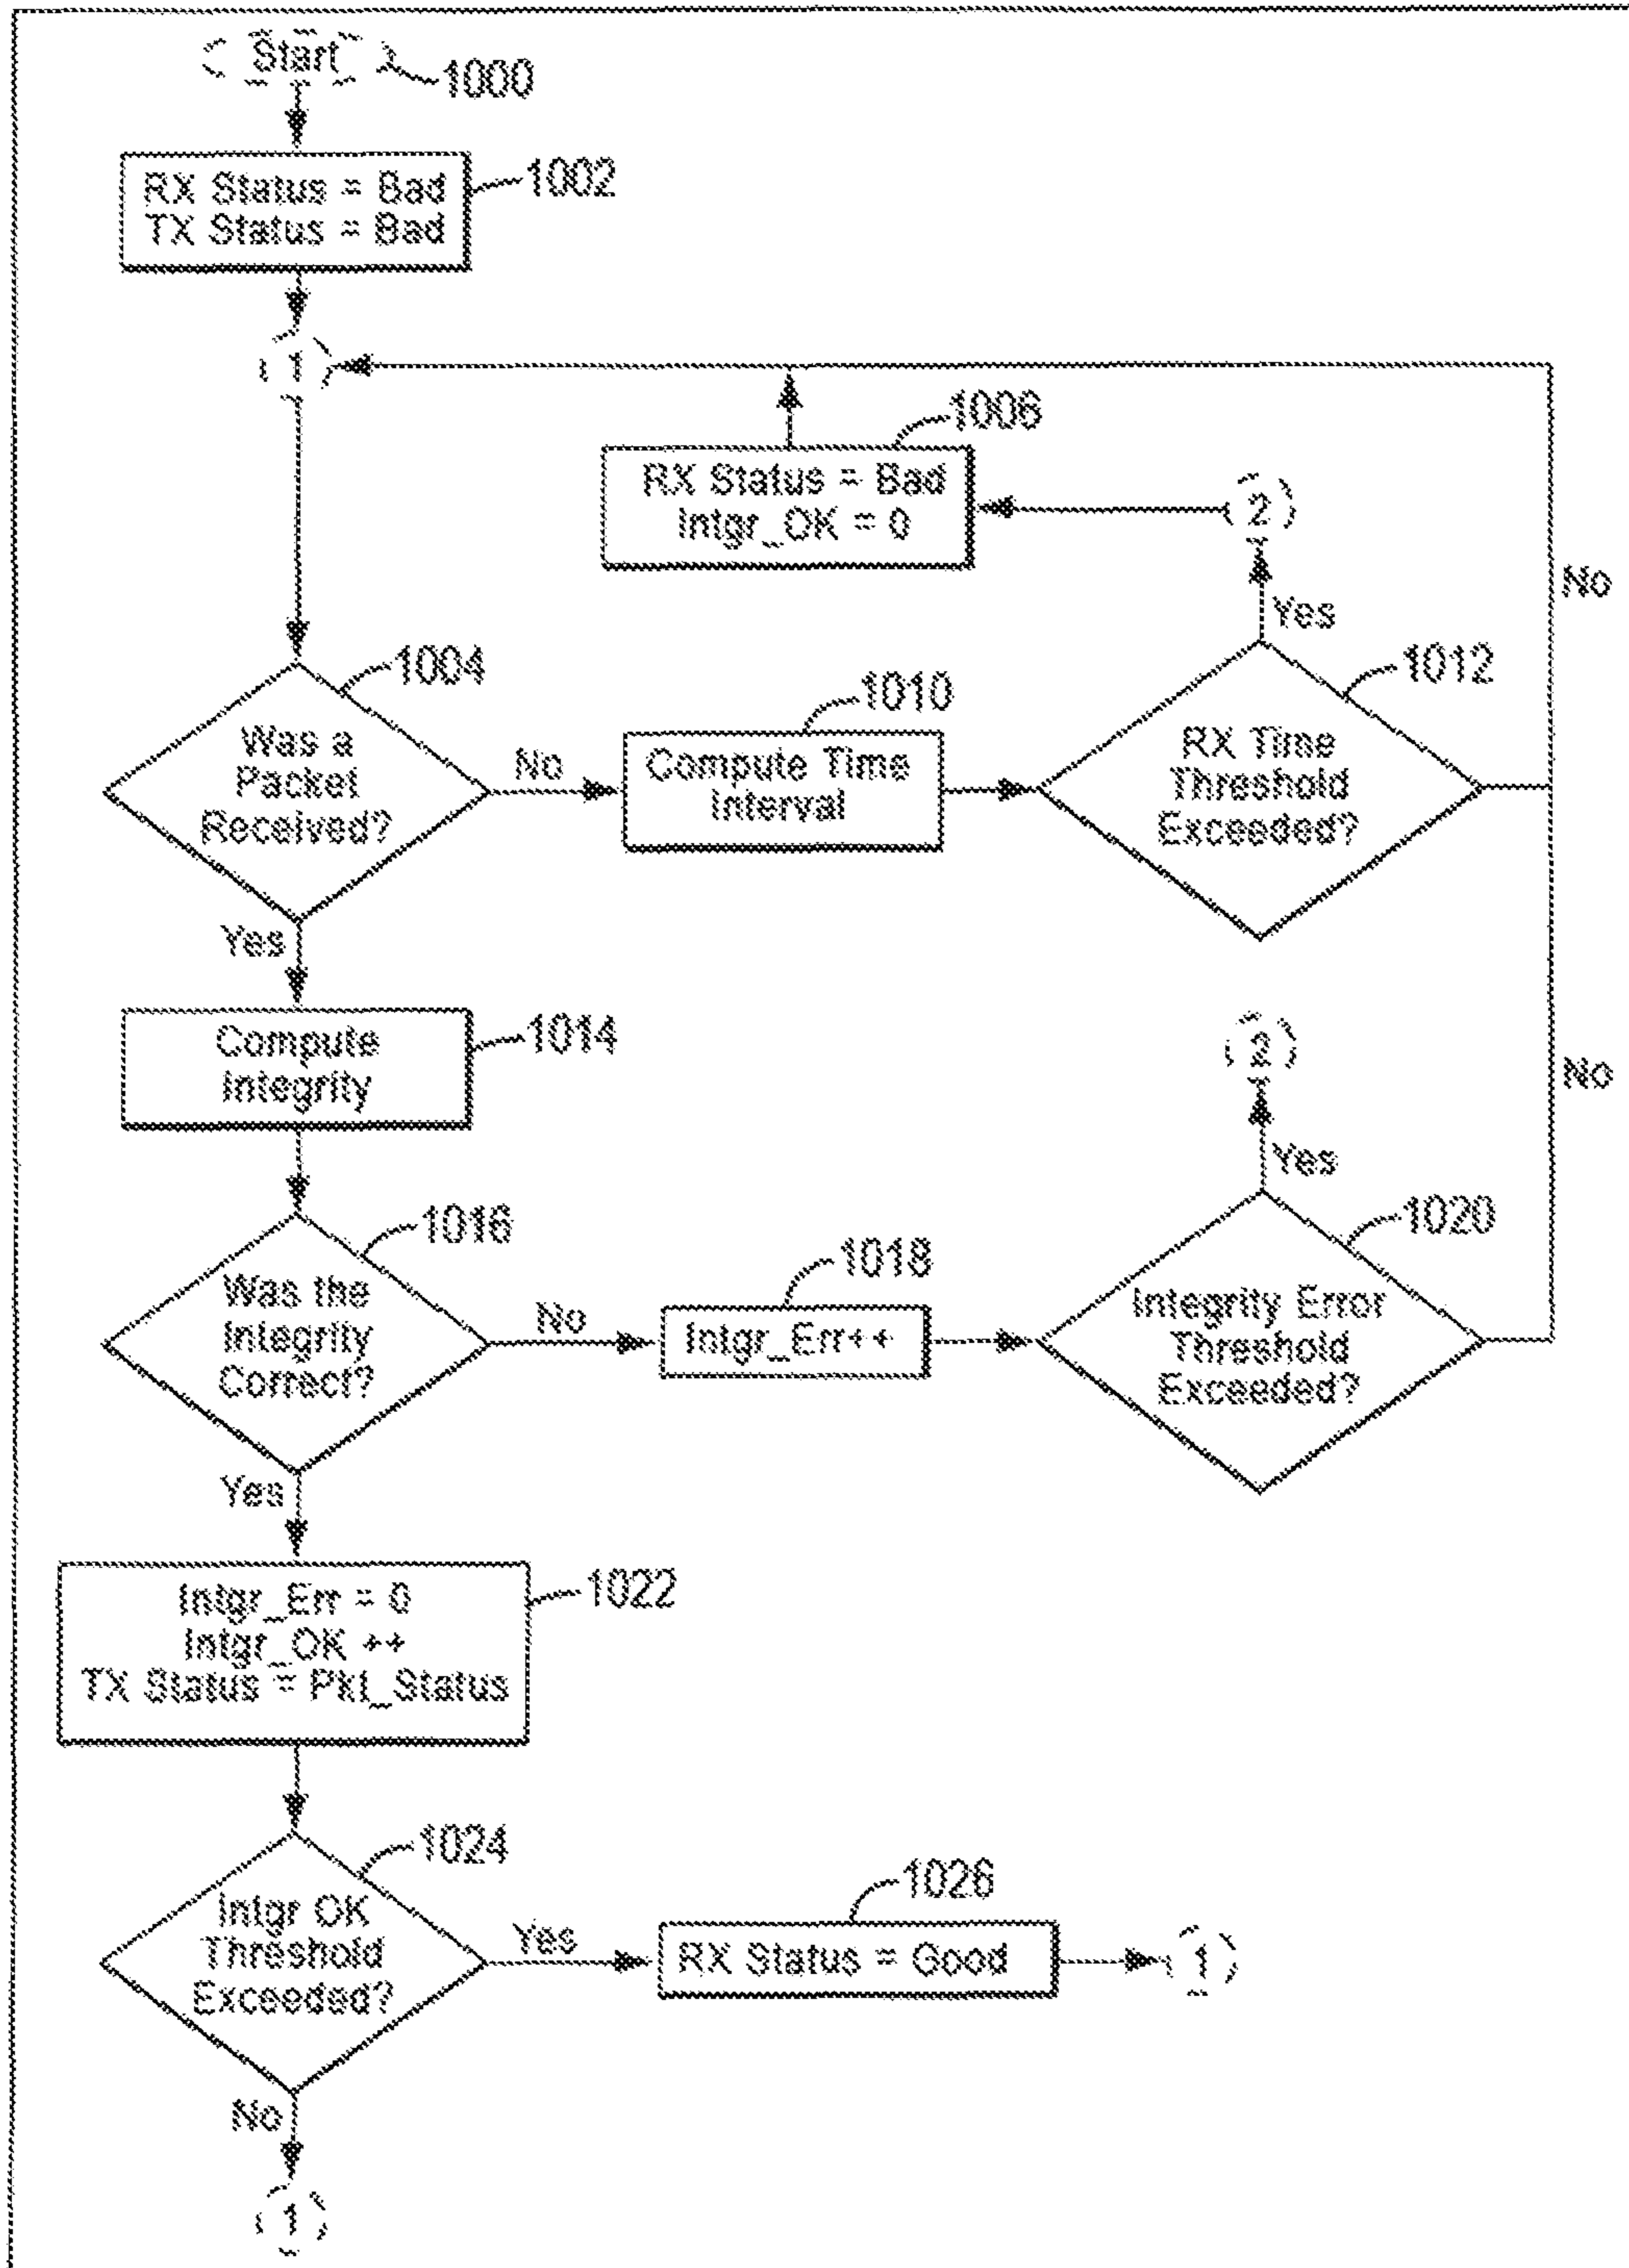 Start
1000
RX Status = Bad
TX Status = Bad
1002
1
1006
RX Status = Bad
Intgr_OK = 0
2
No
Yes
1004
1010
1012
Was a
Packet
Received?
No
Compute Time
Interval
RX Time
Threshold
Exceeded?
Yes
Compute
Integrity
1014
2
No
Yes
1016
1018
1020
Was the
Integrity
Correct?
No
Intgr_Err++
Integrity Error
Threshold
Exceeded?
Yes
Intgr_Err = 0
Intgr_OK ++
TX Status = Pkt_Status
1022
1024
1026
Intgr OK
Threshold
Exceeded?
Yes
RX Status = Good
1
No
1